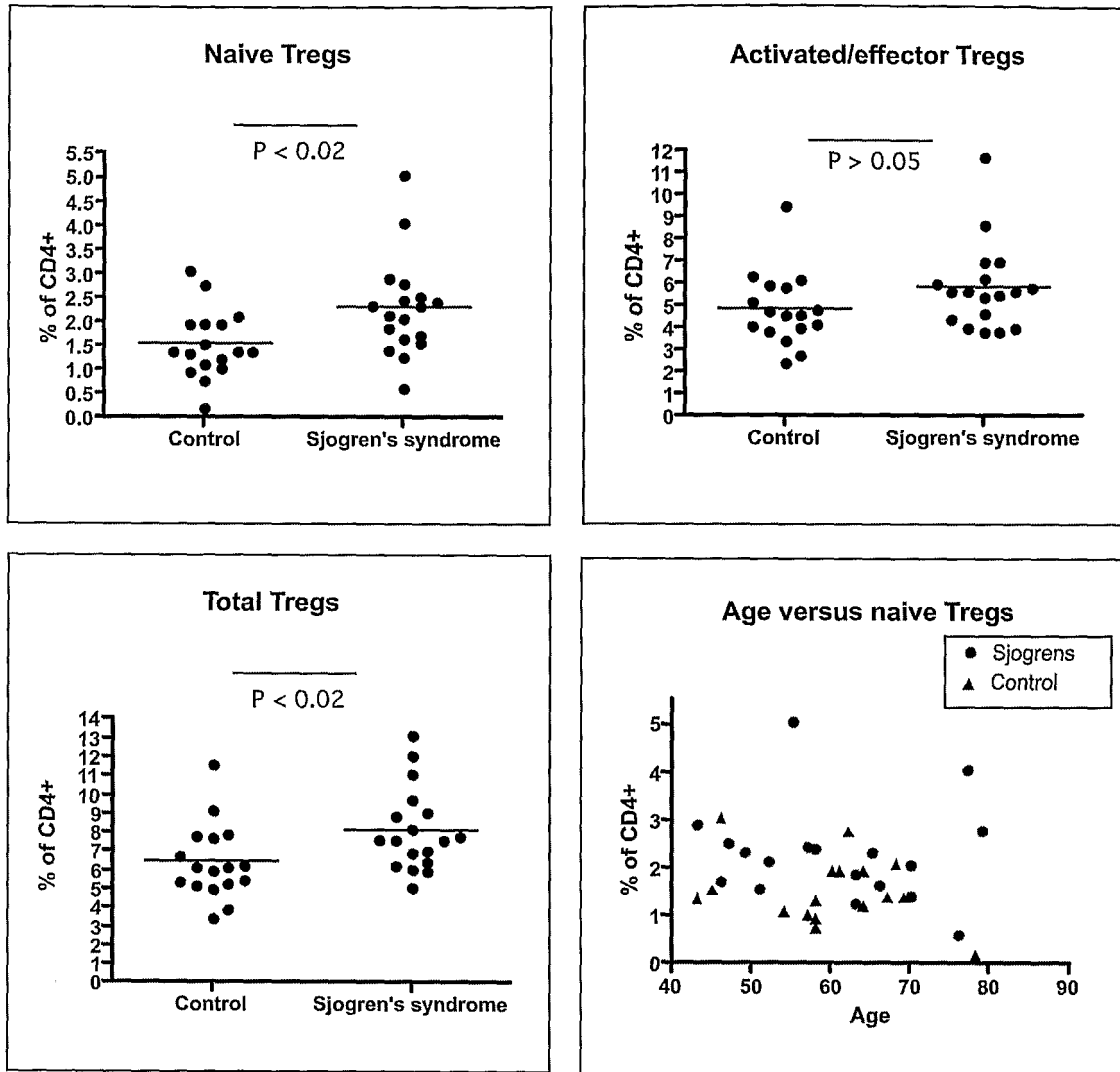 Naive Tregs
P < 0.02
% of CD4+
5.5
5.0
4.5
4.0
3.5
3.0
2.5
2.0
1.5
1.0
0.5
0.0
Control Sjogren's syndrome
Activated/effector Tregs
P > 0.05
% of CD4+
12
11
10
9
8
7
6
5
4
3
2
1
0
Control Sjogren's syndrome
Total Tregs
P < 0.02
% of CD4+
14
13
12
11
10
9
8
7
6
5
4
3
2
1
0
Control Sjogren's syndrome
Age versus naive Tregs
Sjogrens
Control
% of CD4+
5
4
3
2
1
0
40 50 60 70 80 90
Age